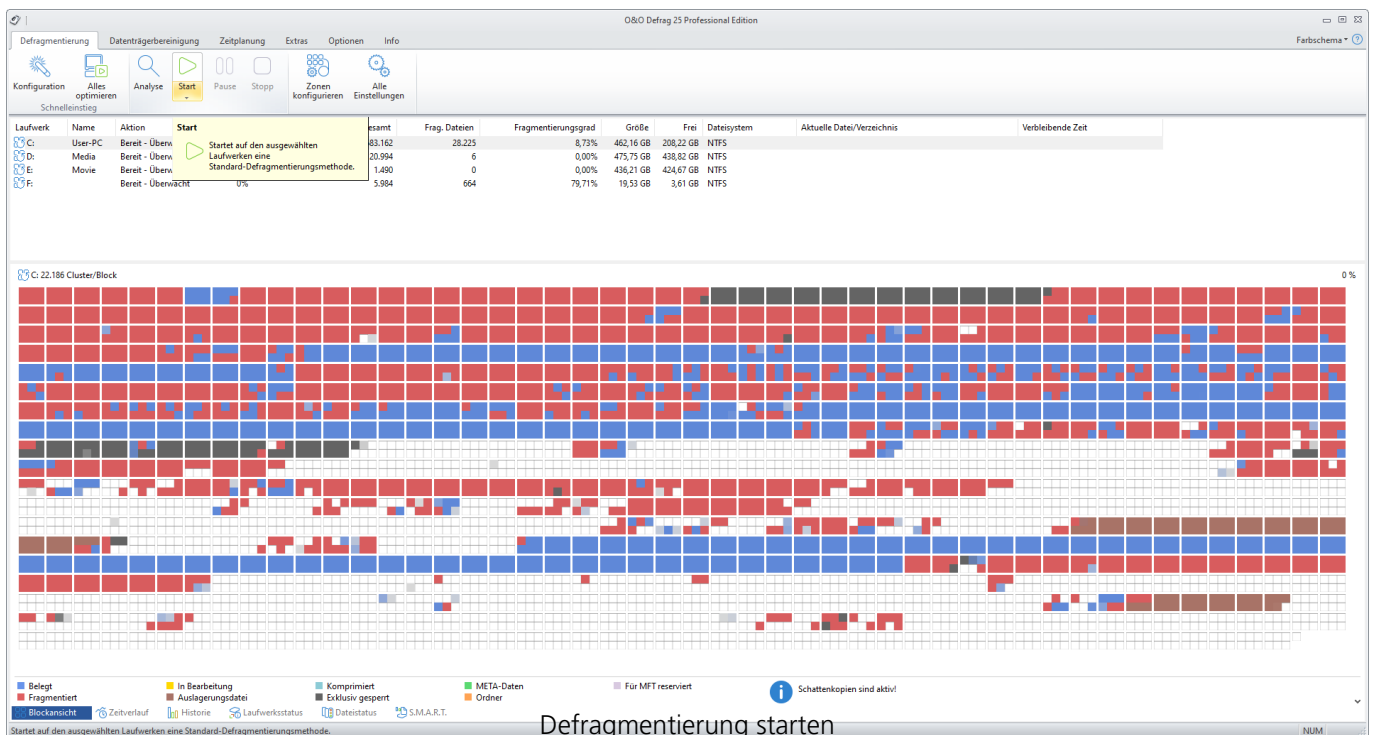 O&O Defrag 25 Professional Edition
Defragmentierung Datenträgerbereinigung Zeitplanung Extras Optionen Info Farbschema
Konfiguration Alles optimieren Analyse Start Pause Stopp Zonen konfigurieren Alle Einstellungen
Schnelleinstieg
Laufwerk Name Aktion esamt Frag. Dateien Fragmentierungsgrad Größe Frei Dateisystem Aktuelle Datei/Verzeichnis Verbleibende Zeit
C: User-PC Bereit - Überw 583.162 28.225 8,73% 462,16 GB 208,22 GB NTFS
D: Media Bereit - Überw 20.994 6 0,00% 475,75 GB 438,82 GB NTFS
E: Movie Bereit - Überw 1.490 0 0,00% 436,21 GB 424,67 GB NTFS
F: Bereit - Überwacht 0% 5.984 664 79,71% 19,53 GB 3,61 GB NTFS
Start
Startet auf den ausgewählten
Laufwerken eine
Standard-Defragmentierungsmethode.
C: 22.186 Cluster/Block 0 %
Belegt In Bearbeitung Komprimiert META-Daten Für MFT reserviert
Fragmentiert Auslagerungsdatei Exklusiv gesperrt Ordner
Schattenkopien sind aktiv!
Blockansicht Zeitverlauf Historie Laufwerksstatus Dateistatus S.M.A.R.T.
Startet auf den ausgewählten Laufwerken eine Standard-Defragmentierungsmethode. NUM
Defragmentierung starten